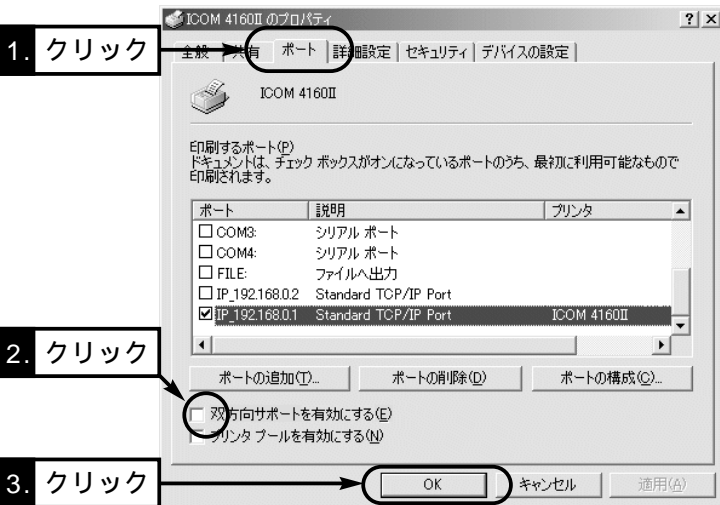 ICOM 4160II のプロパティ
? ×
1. クリック
全般 共有 ポート 詳細設定 セキュリティ デバイスの設定
ICOM 4160II
印刷するポート(P)
ドキュメントは、チェック ボックスがオンになっているポートのうち、最初に利用可能なもので
印刷されます。
ポート 説明 プリンタ
COM3: シリアル ポート
COM4: シリアル ポート
FILE: ファイルへ出力
IP_192.168.0.2 Standard TCP/IP Port
IP_192.168.0.1 Standard TCP/IP Port ICOM 4160II
2. クリック
ポートの追加(T)... ポートの削除(D) ポートの構成(C)...
双方向サポートを有効にする(E)
プリンタ プールを有効にする(N)
3. クリック
OK キャンセル 適用(A)